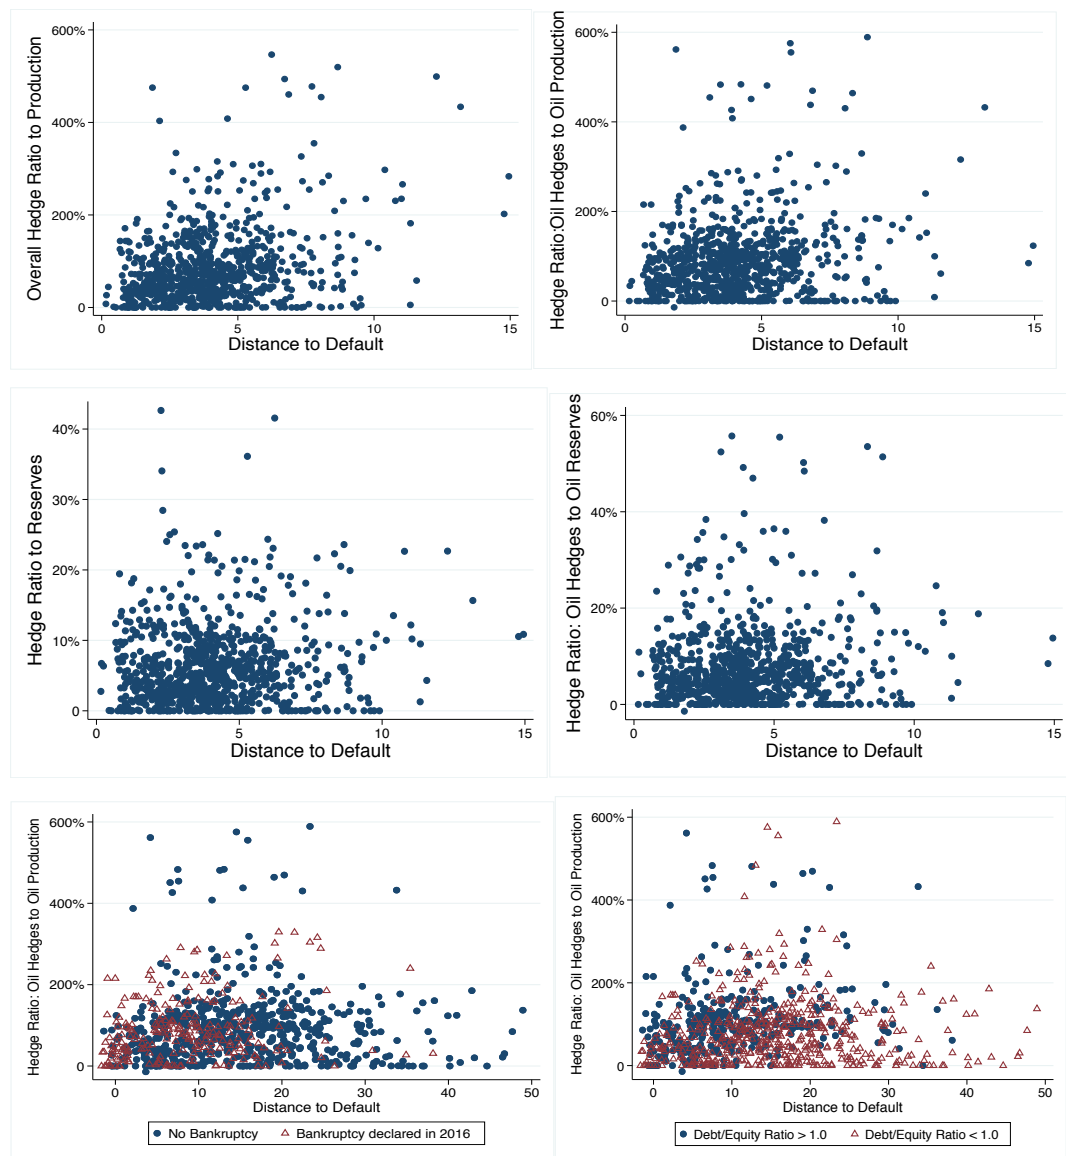 Overall Hedge Ratio to Production
600%
400%
200%
0
0 5 10 15
Distance to Default
Hedge Ratio:Oil Hedges to Oil Production
600%
400%
200%
0
0 5 10 15
Distance to Default
Hedge Ratio to Reserves
40%
30%
20%
10%
0
0 5 10 15
Distance to Default
Hedge Ratio: Oil Hedges to Oil Reserves
60%
40%
20%
0
0 5 10 15
Distance to Default
Hedge Ratio: Oil Hedges to Oil Production
600%
400%
200%
0
0 10 20 30 40 50
Distance to Default
No Bankruptcy Bankruptcy declared in 2016
Hedge Ratio: Oil Hedges to Oil Production
600%
400%
200%
0
0 10 20 30 40 50
Distance to Default
Debt/Equity Ratio > 1.0 Debt/Equity Ratio < 1.0